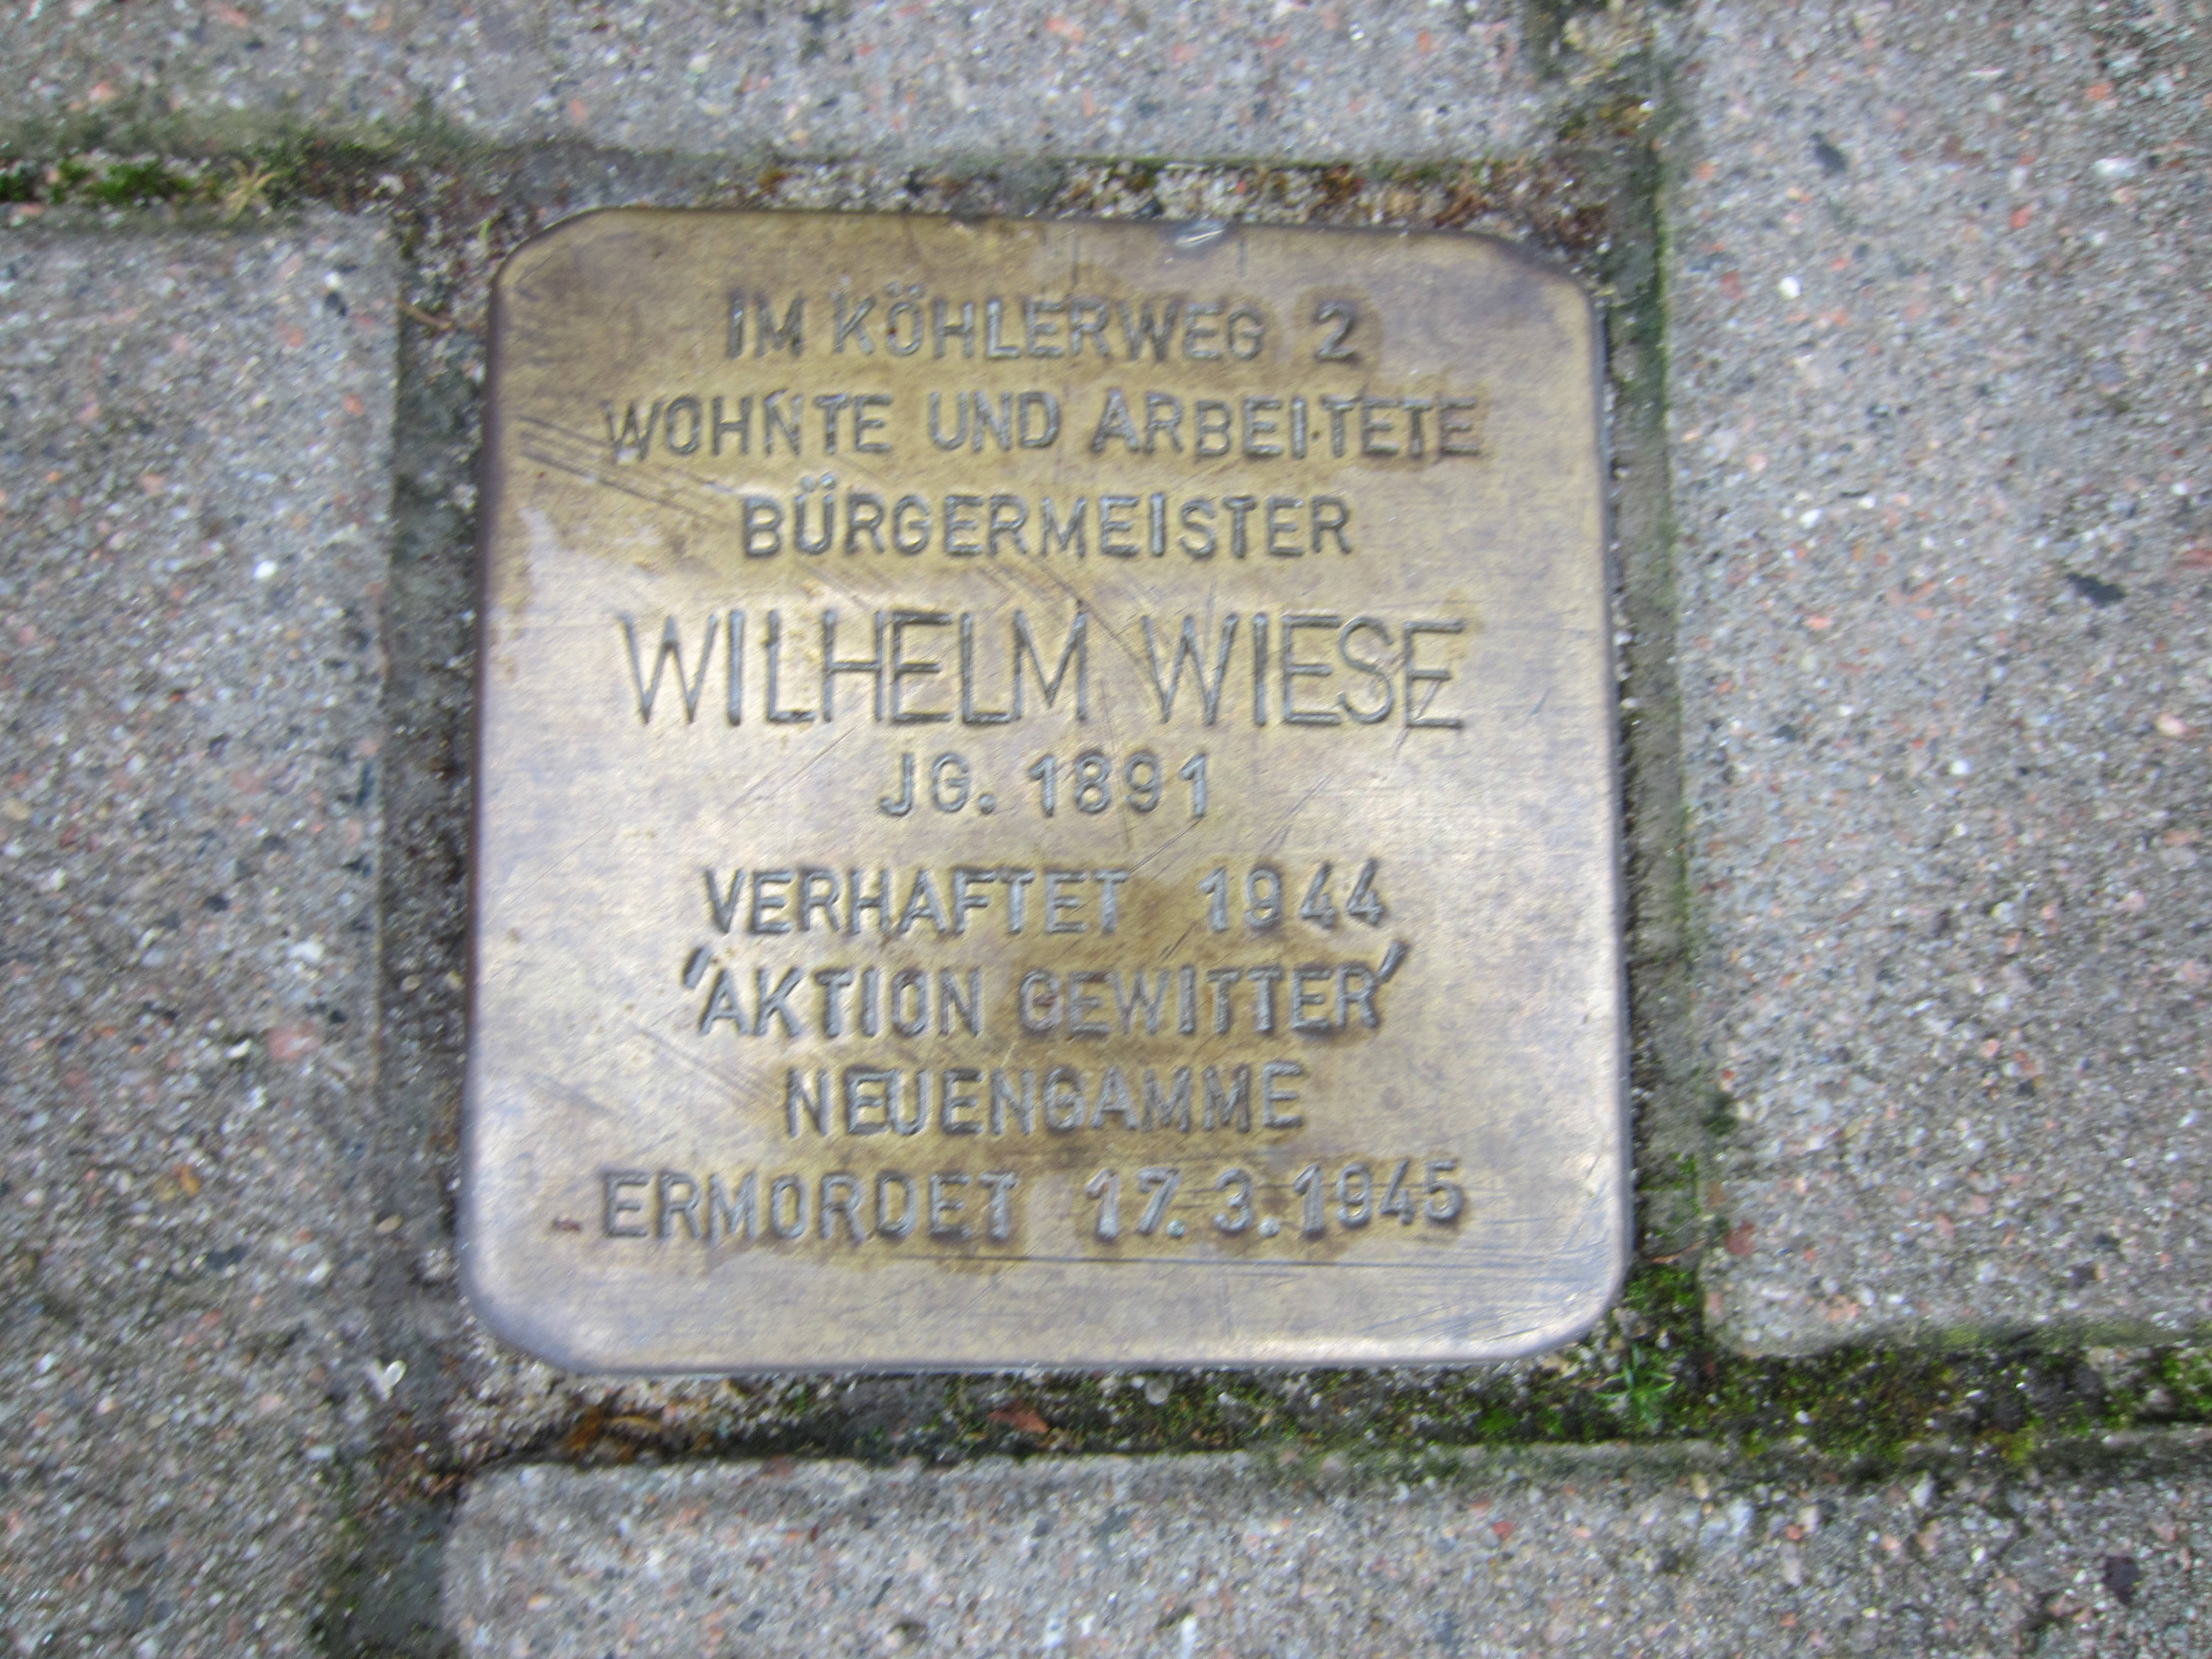 IM KÖHLERWEG 2
WOHNTE UND ARBEITETE
BÜRGERMEISTER
WILHELM WIESE
JG. 1891
VERHAFTET 1944
'AKTION GEWITTER'
NEUENGAMME
ERMORDET 17.3.1945